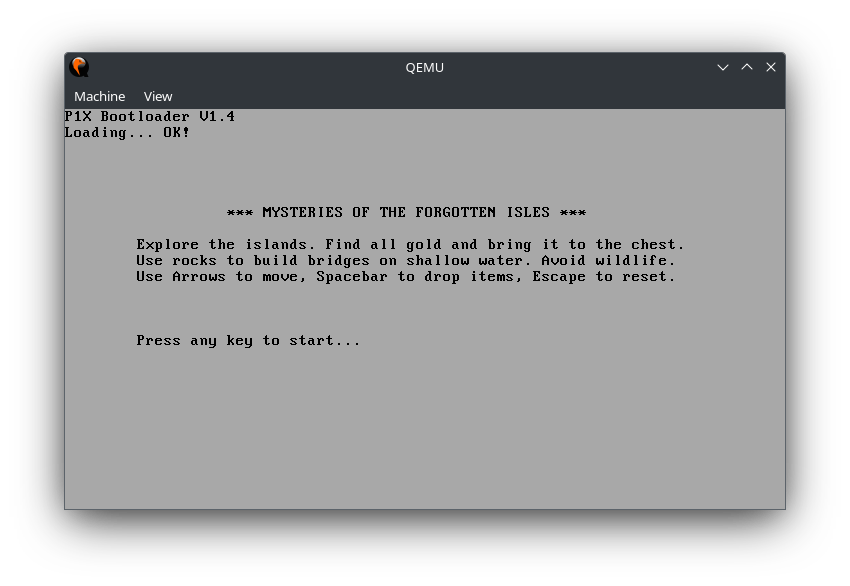 QEMU
Machine View
P1X Bootloader V1.4
Loading... OK!
*** MYSTERIES OF THE FORGOTTEN ISLES ***
Explore the islands. Find all gold and bring it to the chest.
Use rocks to build bridges on shallow water. Avoid wildlife.
Use Arrows to move, Spacebar to drop items, Escape to reset.
Press any key to start...